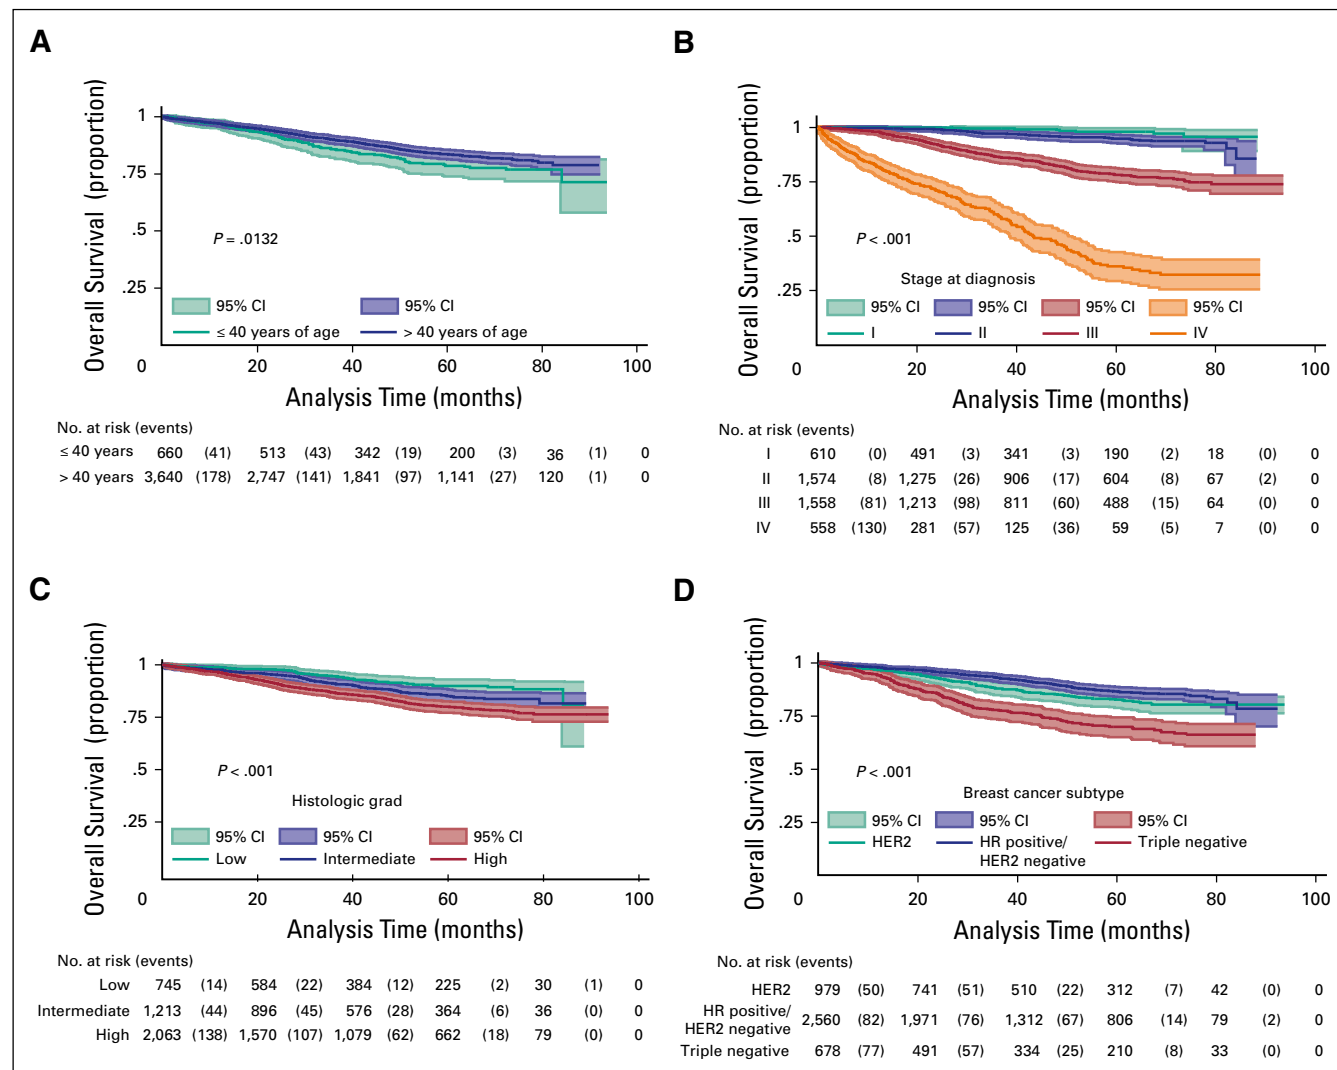 A
Overall Survival (proportion)
1
.75
.5
.25
P = .0132
95% CI 95% CI
≤ 40 years of age > 40 years of age
0 20 40 60 80 100
Analysis Time (months)
No. at risk (events)
≤ 40 years 660 (41) 513 (43) 342 (19) 200 (3) 36 (1) 0
> 40 years 3,640 (178) 2,747 (141) 1,841 (97) 1,141 (27) 120 (1) 0
B
Overall Survival (proportion)
1
.75
.5
.25
P < .001
Stage at diagnosis
95% CI 95% CI 95% CI 95% CI
I II III IV
0 20 40 60 80 100
Analysis Time (months)
No. at risk (events)
I 610 (0) 491 (3) 341 (3) 190 (2) 18 (0) 0
II 1,574 (8) 1,275 (26) 906 (17) 604 (8) 67 (2) 0
III 1,558 (81) 1,213 (98) 811 (60) 488 (15) 64 (0) 0
IV 558 (130) 281 (57) 125 (36) 59 (5) 7 (0) 0
C
Overall Survival (proportion)
1
.75
.5
.25
P < .001
Histologic grad
95% CI 95% CI 95% CI
Low Intermediate High
0 20 40 60 80 100
Analysis Time (months)
No. at risk (events)
Low 745 (14) 584 (22) 384 (12) 225 (2) 30 (1) 0
Intermediate 1,213 (44) 896 (45) 576 (28) 364 (6) 36 (0) 0
High 2,063 (138) 1,570 (107) 1,079 (62) 662 (18) 79 (0) 0
D
Overall Survival (proportion)
1
.75
.5
.25
P < .001
Breast cancer subtype
95% CI 95% CI 95% CI
HER2 HR positive/ Triple negative
HER2 negative
0 20 40 60 80 100
Analysis Time (months)
No. at risk (events)
HER2 979 (50) 741 (51) 510 (22) 312 (7) 42 (0) 0
HR positive/
HER2 negative 2,560 (82) 1,971 (76) 1,312 (67) 806 (14) 79 (2) 0
Triple negative 678 (77) 491 (57) 334 (25) 210 (8) 33 (0) 0